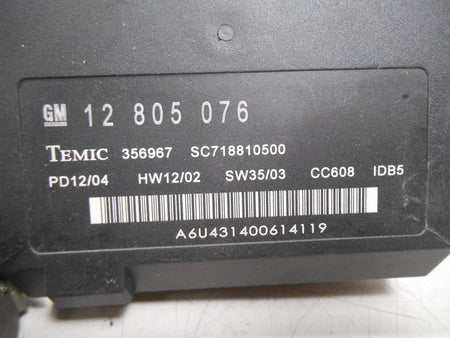 GM 12 805 076
TEMIC 356967 SC718810500
PD12/04 HW12/02 SW35/03 CC608 IDB5
A6U431400614119